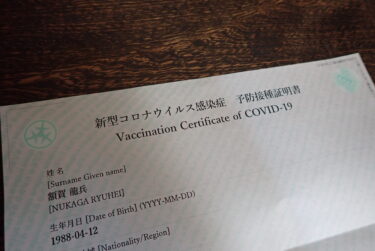 新型コロナウイルス感染症 予防接種証明書
Vaccination Certificate of COVID-19
姓 名
[Surname Given name]
額賀 龍兵
[NUKAGA RYUHEI]
生年月日 [Date of Birth] (YYYY-MM-DD)
1988-04-12
[Nationality/Region]